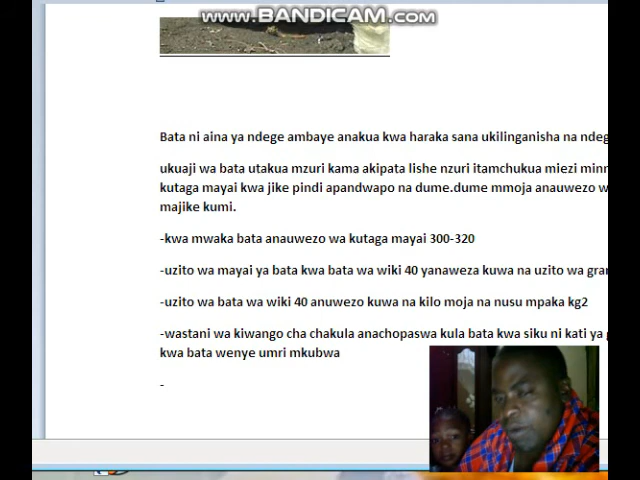 www.BANDICAM.com
Bata ni aina ya ndege ambaye anakua kwa haraka sana ukilinganisha na ndeg
ukuaji wa bata utakua mzuri kama akipata lishe nzuri itamchukua miezi minn
kutaga mayai kwa jike pindi apandwapo na dume.dume mmoja anauwezo w
majike kumi.
-kwa mwaka bata anauwezo wa kutaga mayai 300-320
-uzito wa mayai ya bata kwa bata wa wiki 40 yanaweza kuwa na uzito wa gran
-uzito wa bata wa wiki 40 anuwezo kuwa na kilo moja na nusu mpaka kg2
-wastani wa kiwango cha chakula anachopaswa kula bata kwa siku ni kati ya g
kwa bata wenye umri mkubwa
-